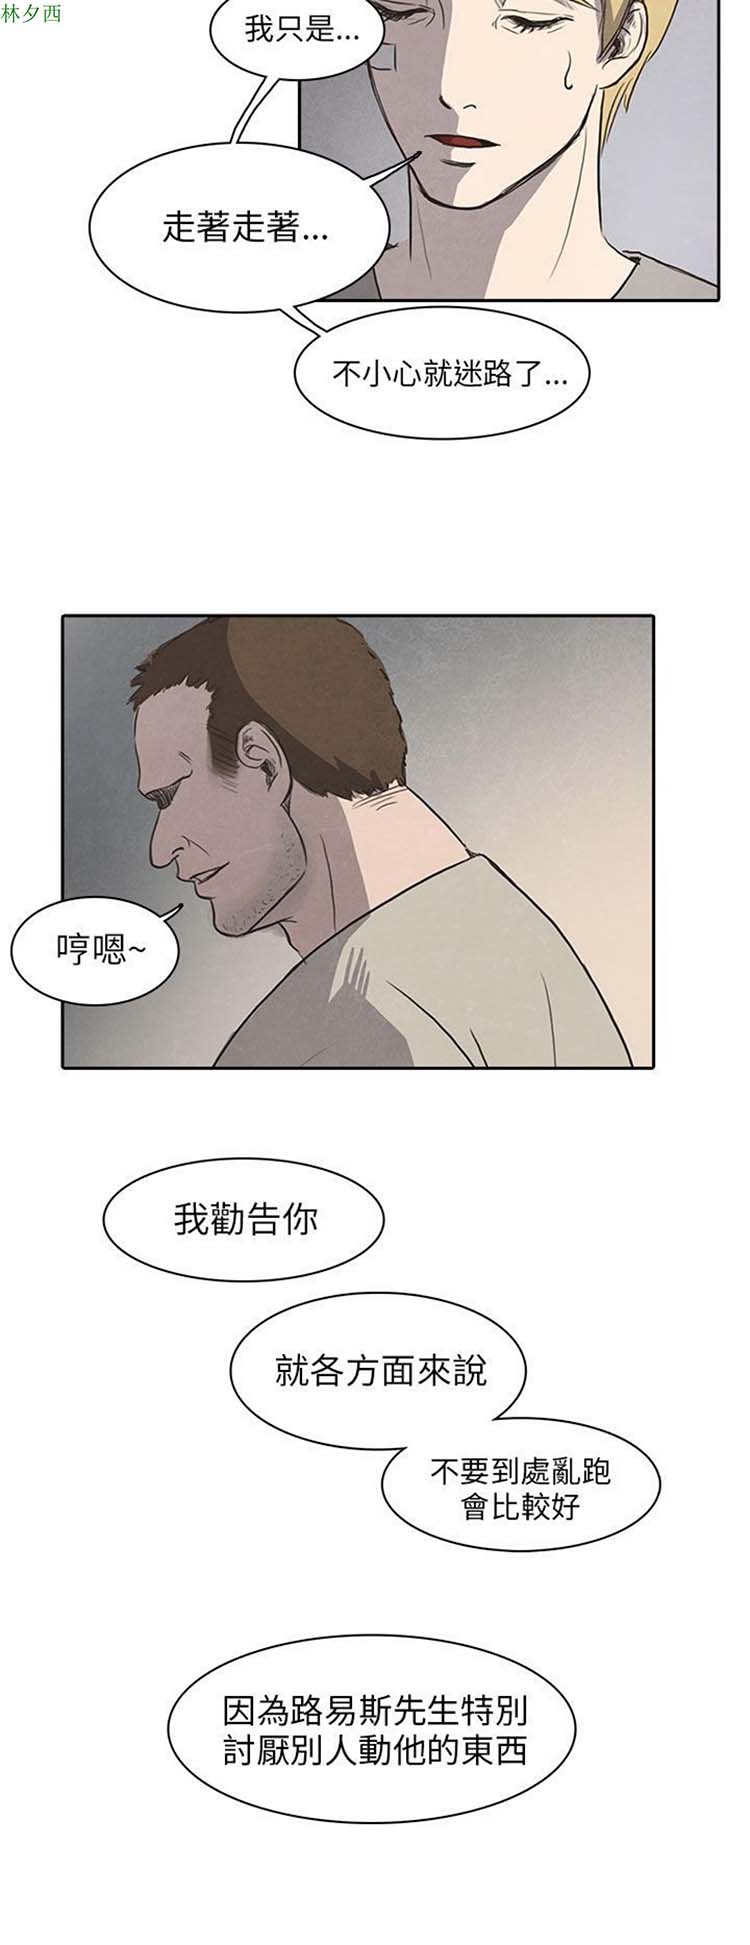 林夕西
我只是...
走著走著...
不小心就迷路了...
哼嗯~
我勸告你
就各方面來說
不要到處亂跑
會比較好
因為路易斯先生特別
討厭別人動他的東西